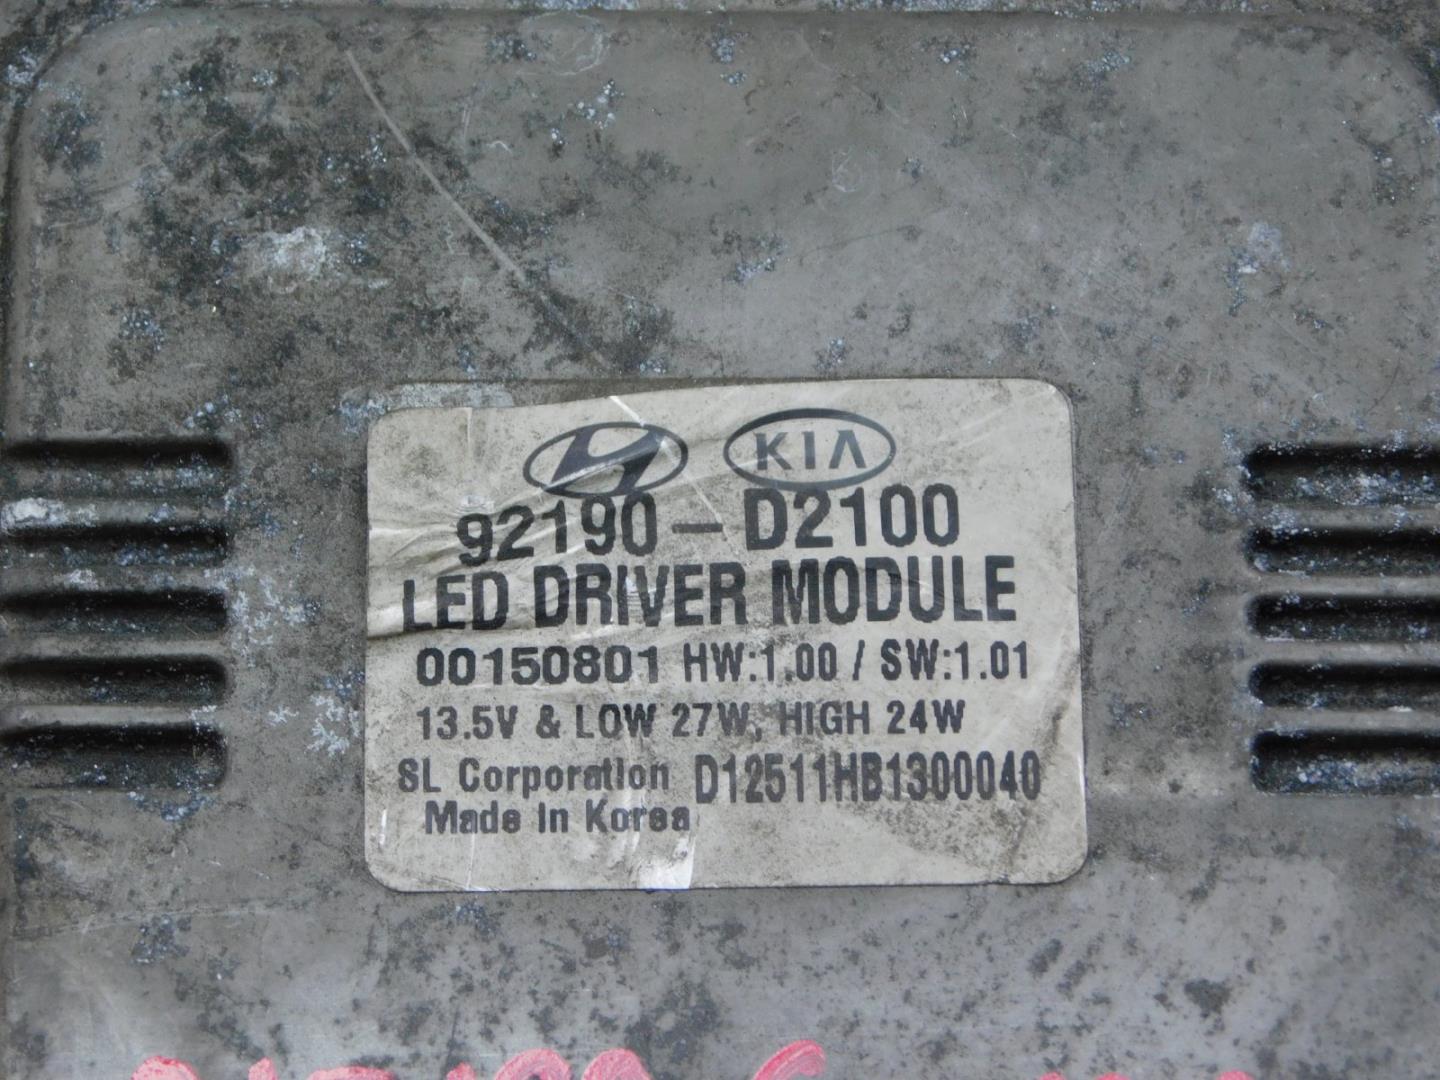 KIA
92190-D2100
LED DRIVER MODULE
00150801 HW:1.00 / SW:1.01
13.5V & LOW 27W, HIGH 24W
SL Corporation D12511HB1300040
Made in Korea